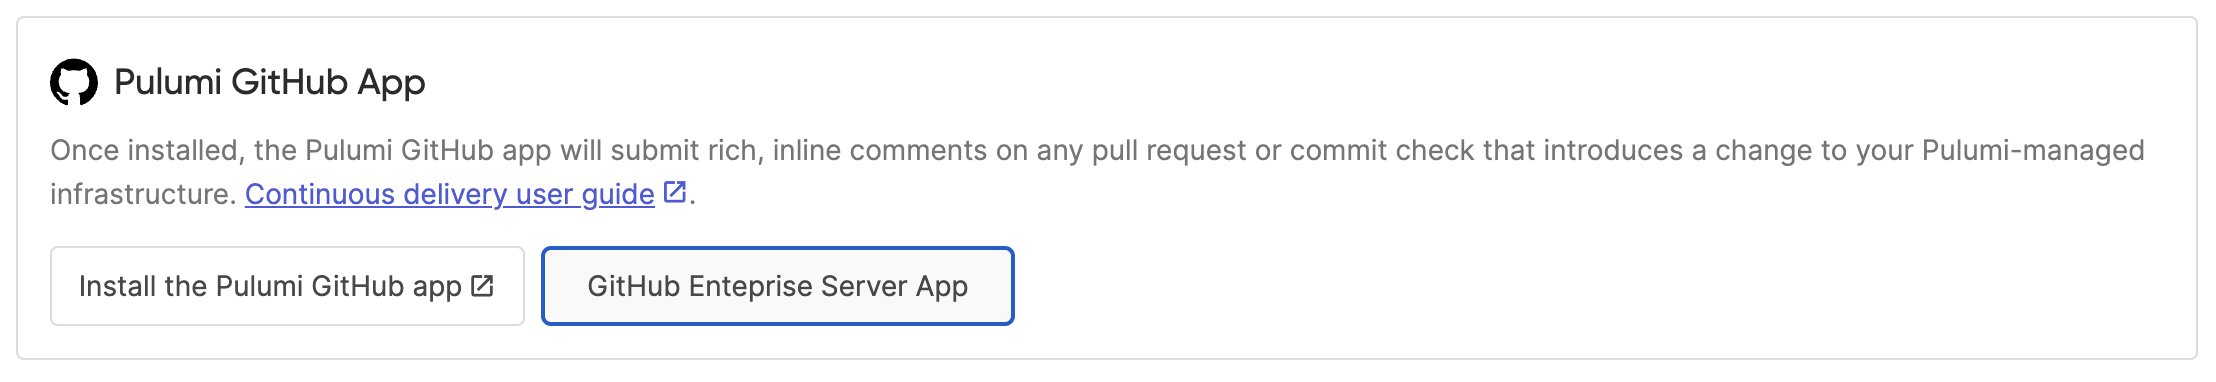 Pulumi GitHub App
Once installed, the Pulumi GitHub app will submit rich, inline comments on any pull request or commit check that introduces a change to your Pulumi-managed
infrastructure. Continuous delivery user guide.
Install the Pulumi GitHub app
GitHub Enteprise Server App